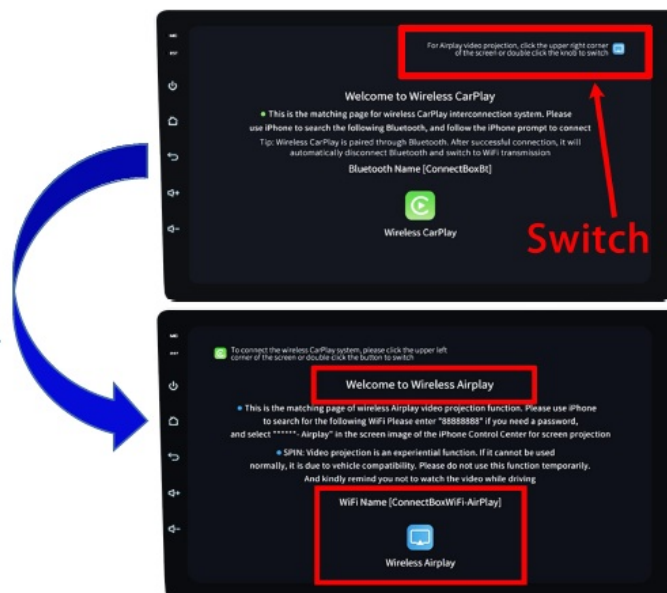 MIC
RST
For Airplay video projection, click the upper right corner
of the screen or double click the knob to switch
Welcome to Wireless CarPlay
This is the matching page for wireless CarPlay interconnection system. Please
use iPhone to search the following Bluetooth, and follow the iPhone prompt to connect
Tip: Wireless CarPlay is paired through Bluetooth. After successful connection, it will
automatically disconnect Bluetooth and switch to WiFi transmission
Bluetooth Name [ConnectBoxBt]
Wireless CarPlay
Switch
MIC
RST
To connect the wireless CarPlay system, please click the upper left
corner of the screen or double click the button to switch
Welcome to Wireless Airplay
This is the matching page of wireless Airplay video projection function. Please use iPhone
to search for the following WiFi Please enter "88888888" if you need a password,
and select "******- Airplay" in the screen image of the iPhone Control Center for screen projection
SPIN: Video projection is an experiential function. If it cannot be used
normally, it is due to vehicle compatibility. Please do not use this function temporarily.
And kindly remind you not to watch the video while driving
WiFi Name [ConnectBoxWiFi-AirPlay]
Wireless Airplay